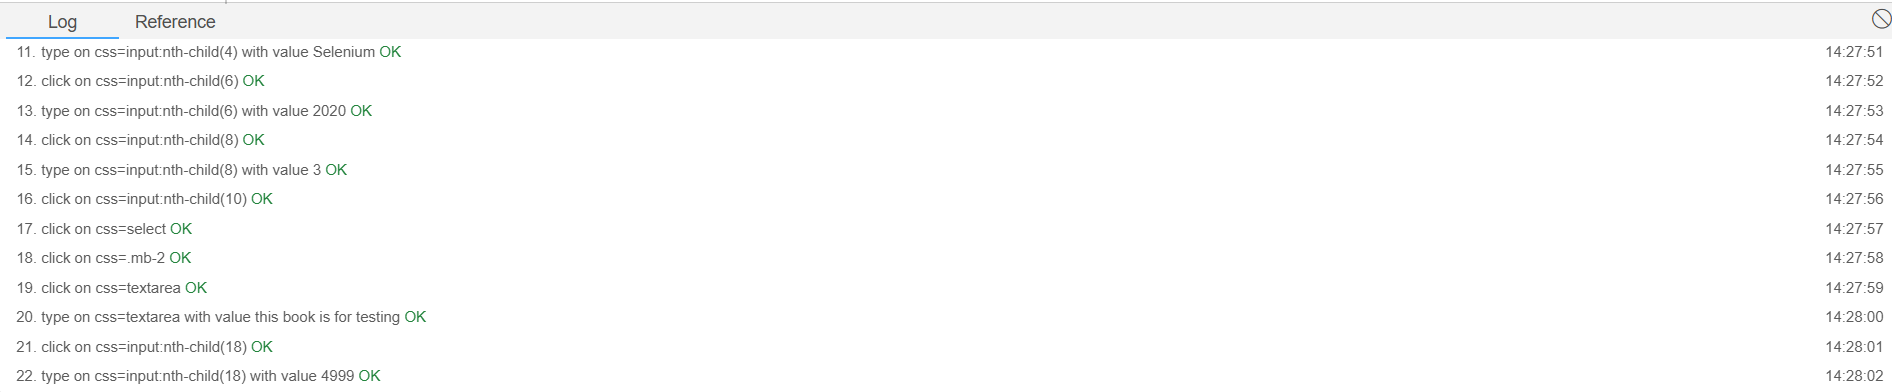 Log Reference
11. type on css=input:nth-child(4) with value Selenium OK 14:27:51
12. click on css=input:nth-child(6) OK 14:27:52
13. type on css=input:nth-child(6) with value 2020 OK 14:27:53
14. click on css=input:nth-child(8) OK 14:27:54
15. type on css=input:nth-child(8) with value 3 OK 14:27:55
16. click on css=input:nth-child(10) OK 14:27:56
17. click on css=select OK 14:27:57
18. click on css=.mb-2 OK 14:27:58
19. click on css=textarea OK 14:27:59
20. type on css=textarea with value this book is for testing OK 14:28:00
21. click on css=input:nth-child(18) OK 14:28:01
22. type on css=input:nth-child(18) with value 4999 OK 14:28:02